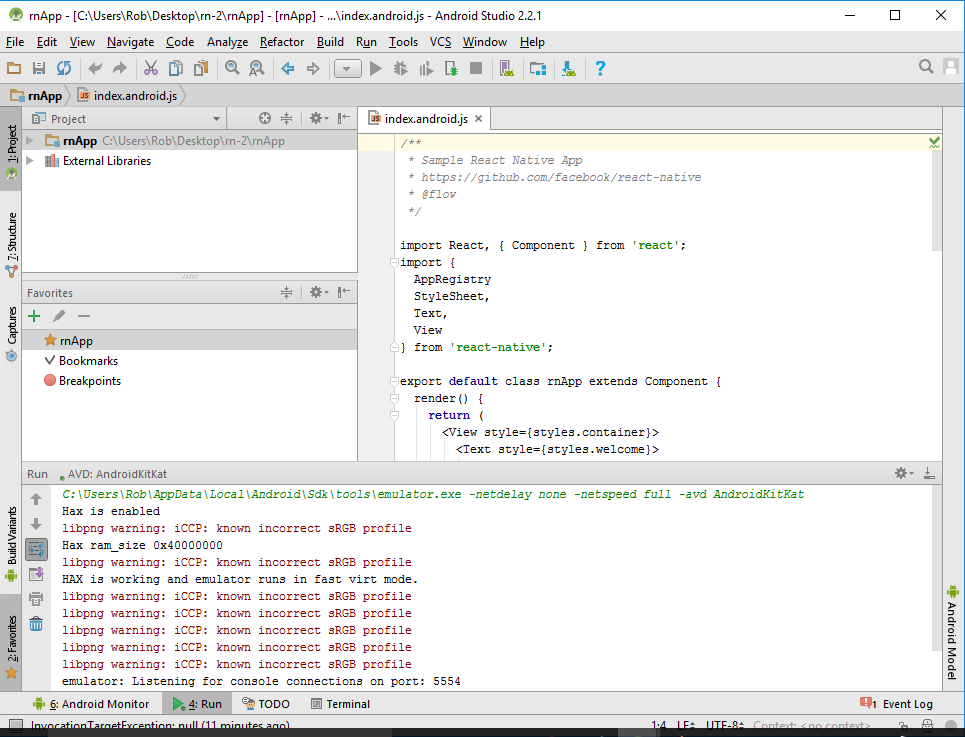 rnApp - [C:\Users\Rob\Desktop\rn-2\rnApp] - [rnApp] - ...\index.android.js - Android Studio 2.2.1
File Edit View Navigate Code Analyze Refactor Build Run Tools VCS Window Help
rnApp index.android.js
Project
index.android.js
1: Project
7: Structure
Captures
Build Variants
2: Favorites
rnApp C:\Users\Rob\Desktop\rn-2\rnApp
External Libraries
Favorites
rnApp
Bookmarks
Breakpoints
/**
* Sample React Native App
* https://github.com/facebook/react-native
* @flow
*/
import React, { Component } from 'react';
import {
AppRegistry
StyleSheet,
Text,
View
} from 'react-native';
export default class rnApp extends Component {
render() {
return (
<View style={styles.container}>
<Text style={styles.welcome}>
Run AVD: AndroidKitKat
C:\Users\Rob\AppData\Local\Android\Sdk\tools\emulator.exe -netdelay none -netspeed full -avd AndroidKitKat
Hax is enabled
libpng warning: iCCP: known incorrect sRGB profile
Hax ram_size 0x40000000
libpng warning: iCCP: known incorrect sRGB profile
HAX is working and emulator runs in fast virt mode.
libpng warning: iCCP: known incorrect sRGB profile
libpng warning: iCCP: known incorrect sRGB profile
libpng warning: iCCP: known incorrect sRGB profile
libpng warning: iCCP: known incorrect sRGB profile
libpng warning: iCCP: known incorrect sRGB profile
emulator: Listening for console connections on port: 5554
Android Model
6: Android Monitor 4: Run TODO Terminal 1 Event Log
InvocationTargetException: null (11 minutes ago) 1:4 LF UTF-8 Context: <no context>